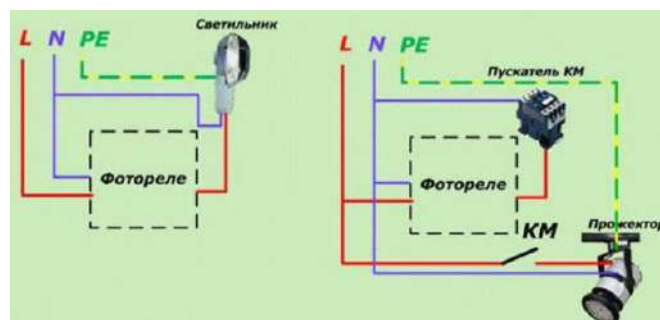 Светильник
L N PE
Фотореле
L N PE
Пускатель КМ
Фотореле
КМ
Прожектор